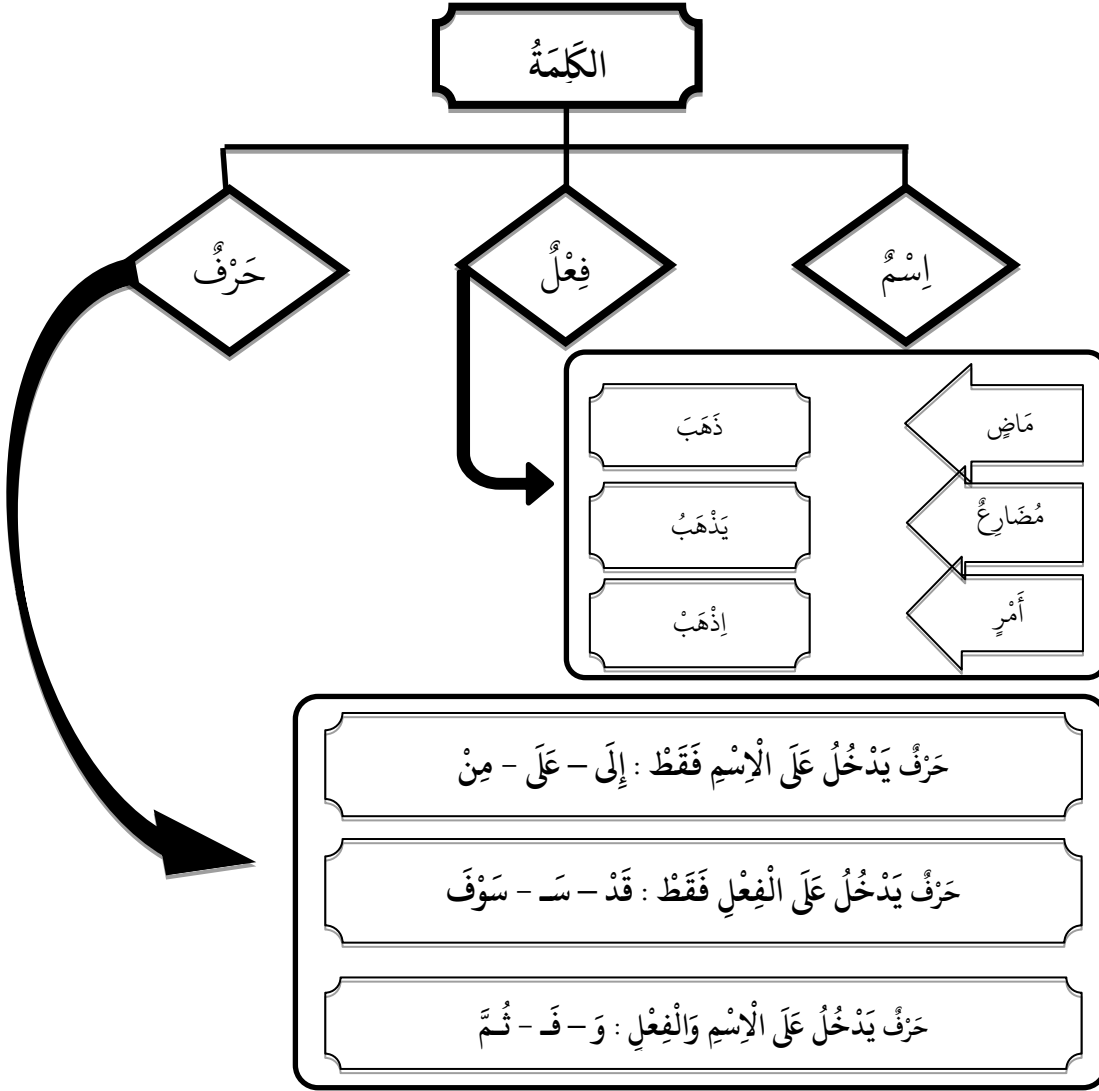 الكَلِمَةُ
اِسْمٌ
فِعْلٌ
حَرْفٌ
مَاضٍ
ذَهَبَ
مُضَارِعٌ
يَذْهَبُ
أَمْرٍ
اِذْهَبْ
حَرْفٌ يَدْخُلُ عَلَى الْاِسْمِ فَقَطْ : إِلَى – عَلَى - مِنْ
حَرْفٌ يَدْخُلُ عَلَى الْفِعْلِ فَقَطْ : قَدْ – سَـ - سَوْفَ
حَرْفٌ يَدْخُلُ عَلَى الْاِسْمِ وَالْفِعْلِ : وَ – فَـ - ثُـمَّ